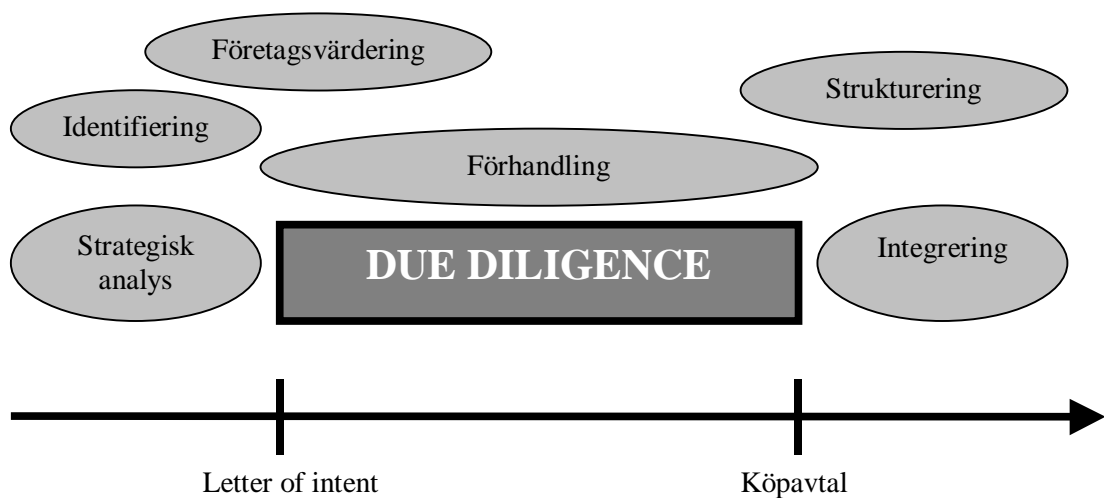 Företagsvärdering
Strukturering
Identifiering
Förhandling
Strategisk
analys
DUE DILIGENCE
Integrering
Letter of intent
Köpavtal